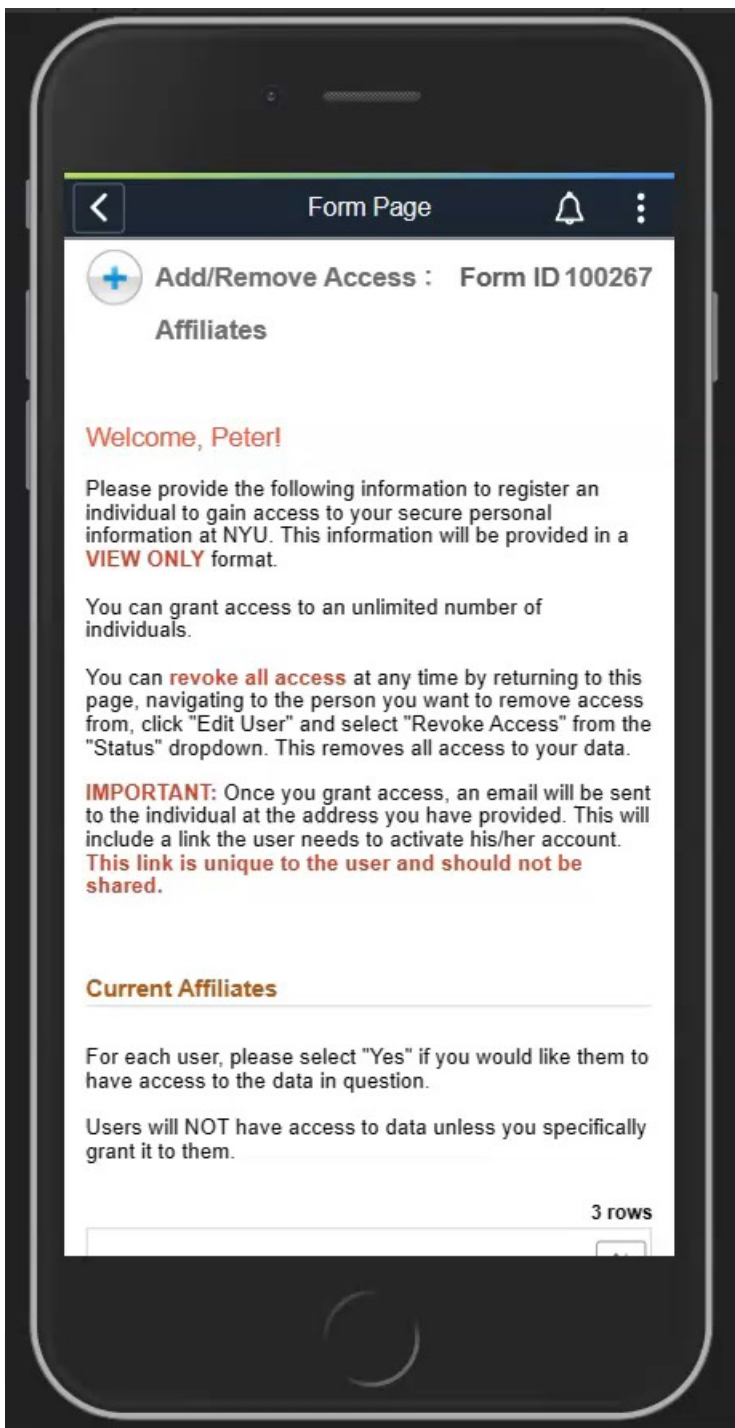 Form Page
Add/Remove Access : Form ID 100267
Affiliates
Welcome, Peter!
Please provide the following information to register an
individual to gain access to your secure personal
information at NYU. This information will be provided in a
VIEW ONLY format.
You can grant access to an unlimited number of
individuals.
You can revoke all access at any time by returning to this
page, navigating to the person you want to remove access
from, click "Edit User" and select "Revoke Access" from the
"Status" dropdown. This removes all access to your data.
IMPORTANT: Once you grant access, an email will be sent
to the individual at the address you have provided. This will
include a link the user needs to activate his/her account.
This link is unique to the user and should not be
shared.
Current Affiliates
For each user, please select "Yes" if you would like them to
have access to the data in question.
Users will NOT have access to data unless you specifically
grant it to them.
3 rows